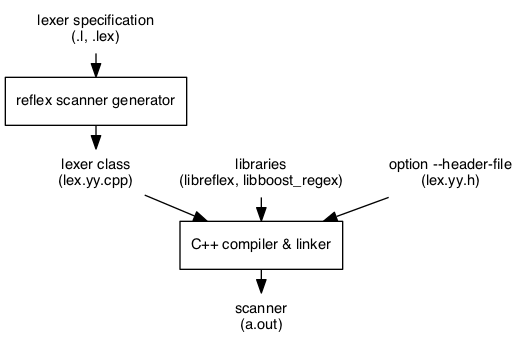 lexer specification
(.l, .lex)
reflex scanner generator
lexer class
(lex.yy.cpp)
libraries
(libreflex, libboost_regex)
option --header-file
(lex.yy.h)
C++ compiler & linker
scanner
(a.out)